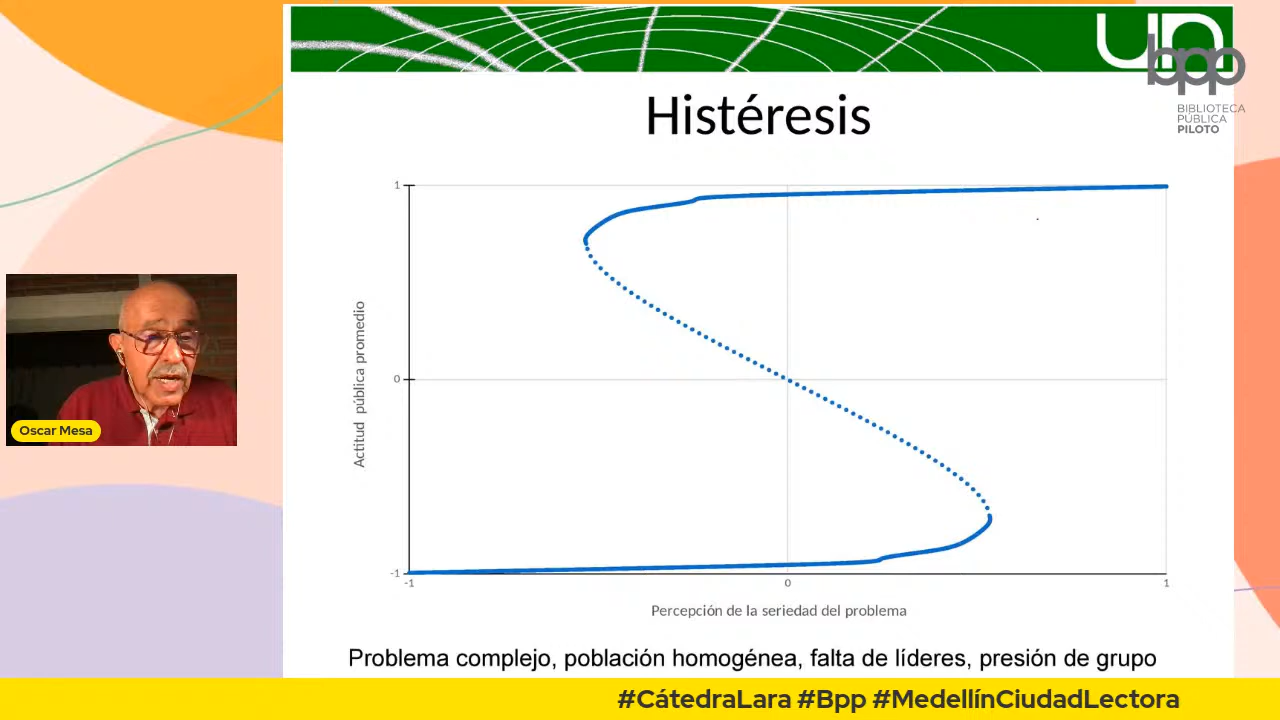 un
bpp
BIBLIOTECA
PÚBLICA
PILOTO
Histéresis
1
0
-1
Actitud pública promedio
-1
0
1
Percepción de la seriedad del problema
Problema complejo, población homogénea, falta de líderes, presión de grupo
Oscar Mesa
#CátedraLara #Bpp #MedellínCiudadLectora